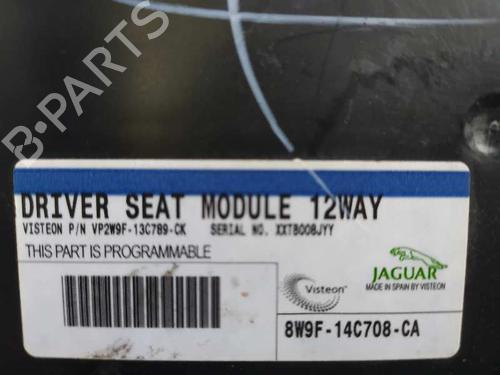 B-PARTS
DRIVER SEAT MODULE 12WAY
VISTEON P/N VP2W9F-13C789-CK SERIAL NO. XXTB008JYY
THIS PART IS PROGRAMMABLE
Visteon
JAGUAR
MADE IN SPAIN BY VISTEON
8W9F-14C708-CA